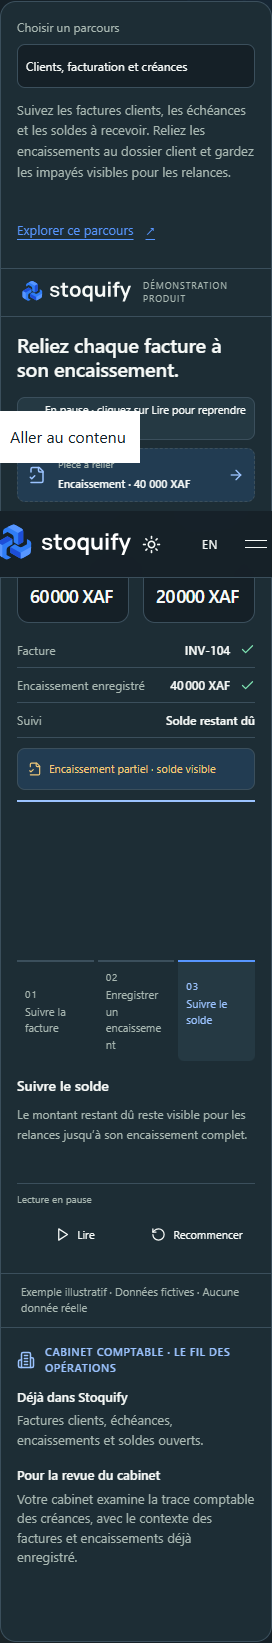 Choisir un parcours
Clients, facturation et créances
Suivez les factures clients, les échéances
et les soldes à recevoir. Reliez les
encaissements au dossier client et gardez
les impayés visibles pour les relances.
Explorer ce parcours ↗
stoquify
DÉMONSTRATION
PRODUIT
Reliez chaque facture à
son encaissement.
En pause · cliquez sur Lire pour reprendre
Aller au contenu
Pièce à relier
Encaissement · 40 000 XAF
stoquify
EN
60 000 XAF
20 000 XAF
Facture INV-104
Encaissement enregistré 40 000 XAF
Suivi Solde restant dû
Encaissement partiel · solde visible
01
Suivre la
facture
02
Enregistrer
un
encaisseme
nt
03
Suivre le
solde
Suivre le solde
Le montant restant dû reste visible pour les
relances jusqu'à son encaissement complet.
Lecture en pause
Lire
Recommencer
Exemple illustratif · Données fictives · Aucune
donnée réelle
CABINET COMPTABLE · LE FIL DES
OPÉRATIONS
Déjà dans Stoquify
Factures clients, échéances,
encaissements et soldes ouverts.
Pour la revue du cabinet
Votre cabinet examine la trace comptable
des créances, avec le contexte des
factures et encaissements déjà
enregistré.